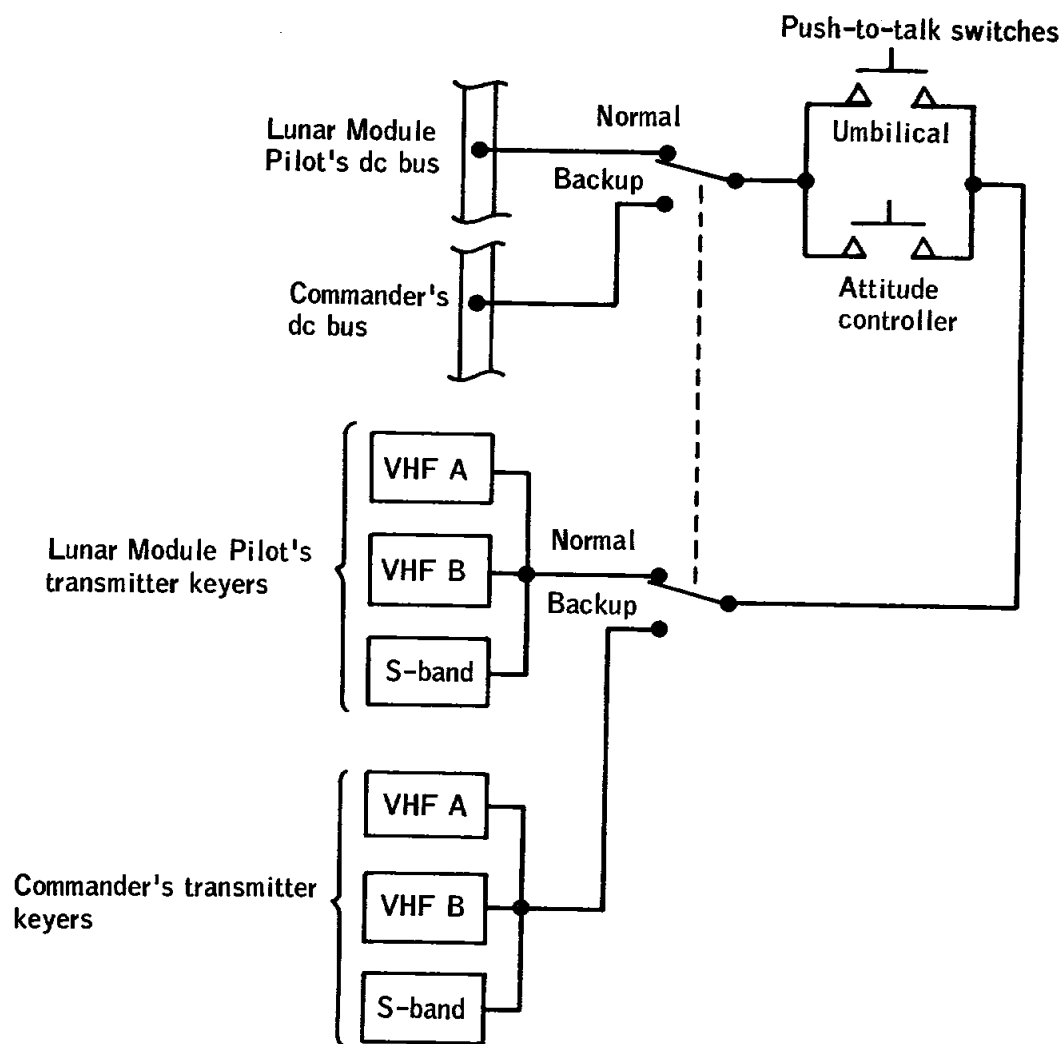 Push-to-talk switches
Lunar Module
Pilot's dc bus
Normal
Umbilical
Backup
Commander's
dc bus
Attitude
controller
VHF A
Lunar Module Pilot's
transmitter keyers
VHF B
Normal
Backup
S-band
VHF A
Commander's transmitter
keyers
VHF B
S-band